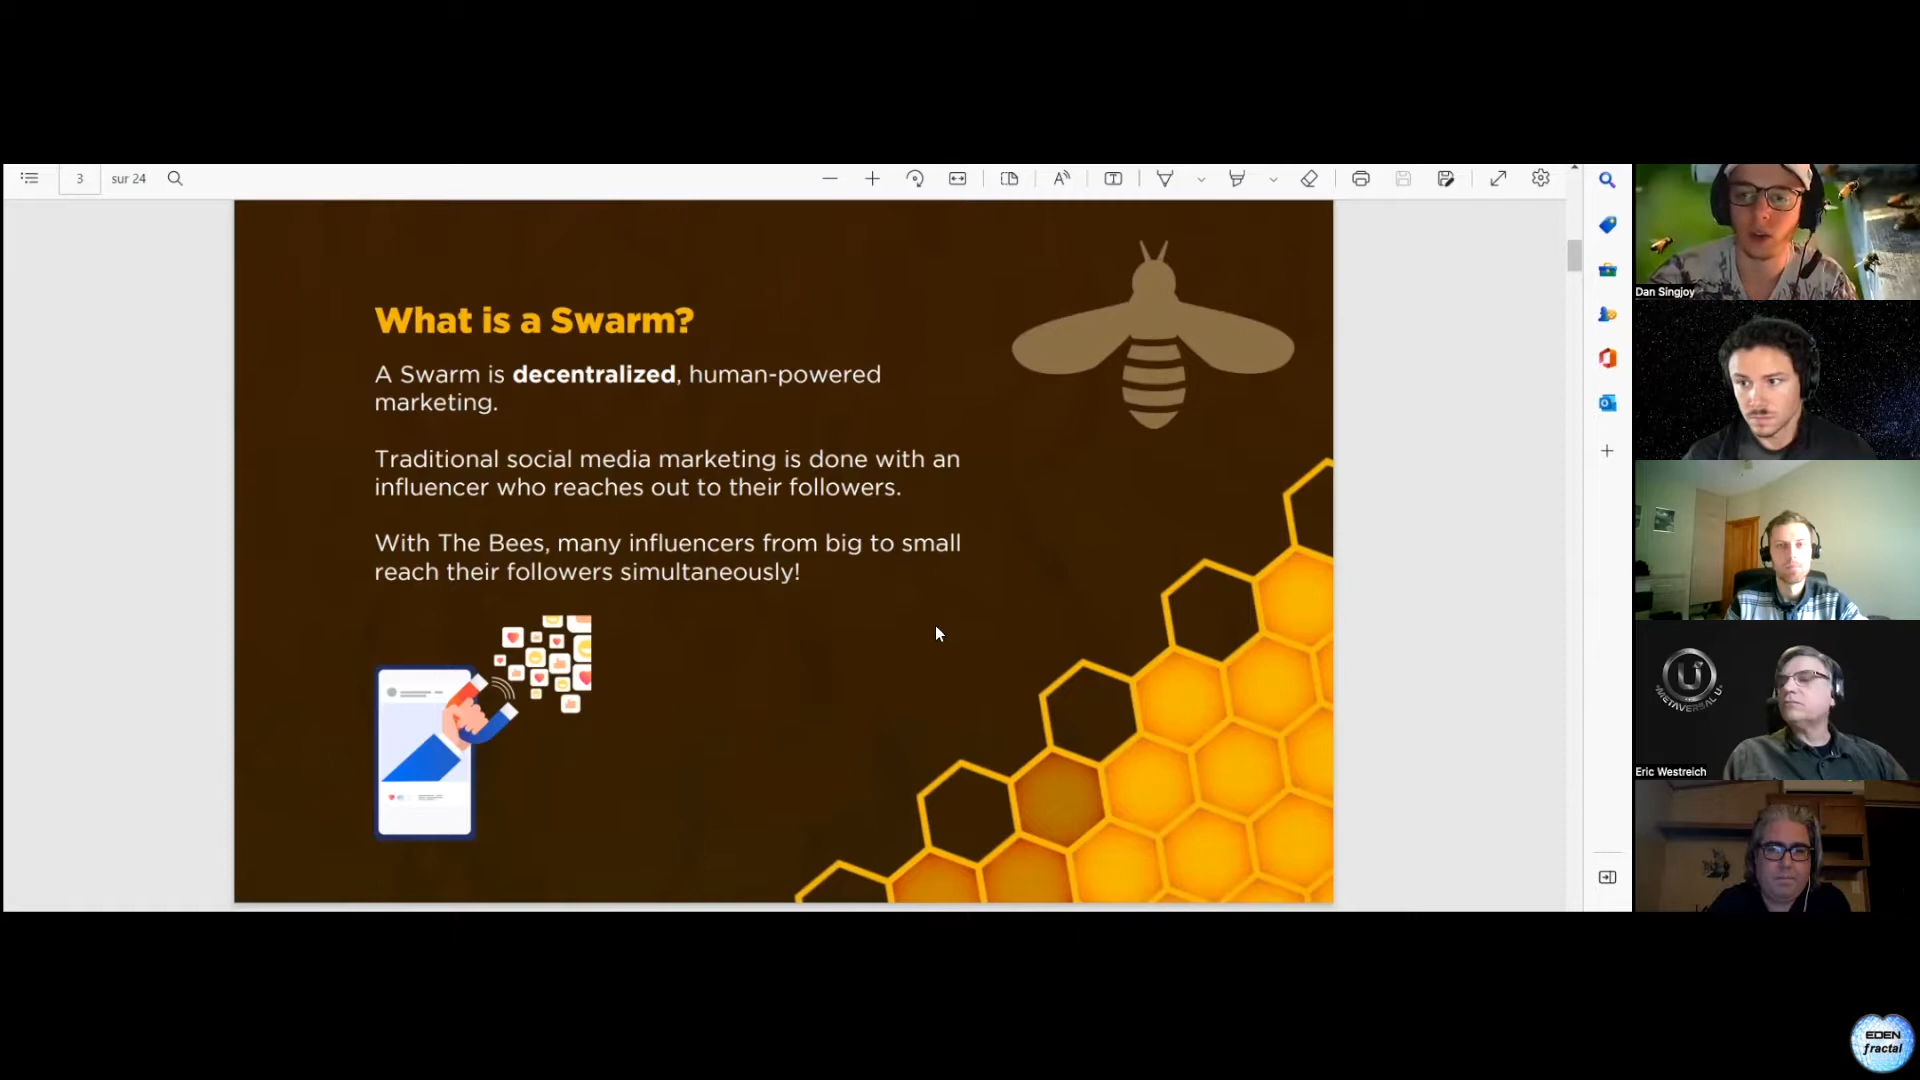 3 sur 24
What is a Swarm?
A Swarm is decentralized, human-powered
marketing.
Traditional social media marketing is done with an
influencer who reaches out to their followers.
With The Bees, many influencers from big to small
reach their followers simultaneously!
Dan Singjoy
METAVERSAL U
Eric Westreich
EDEN
fractal